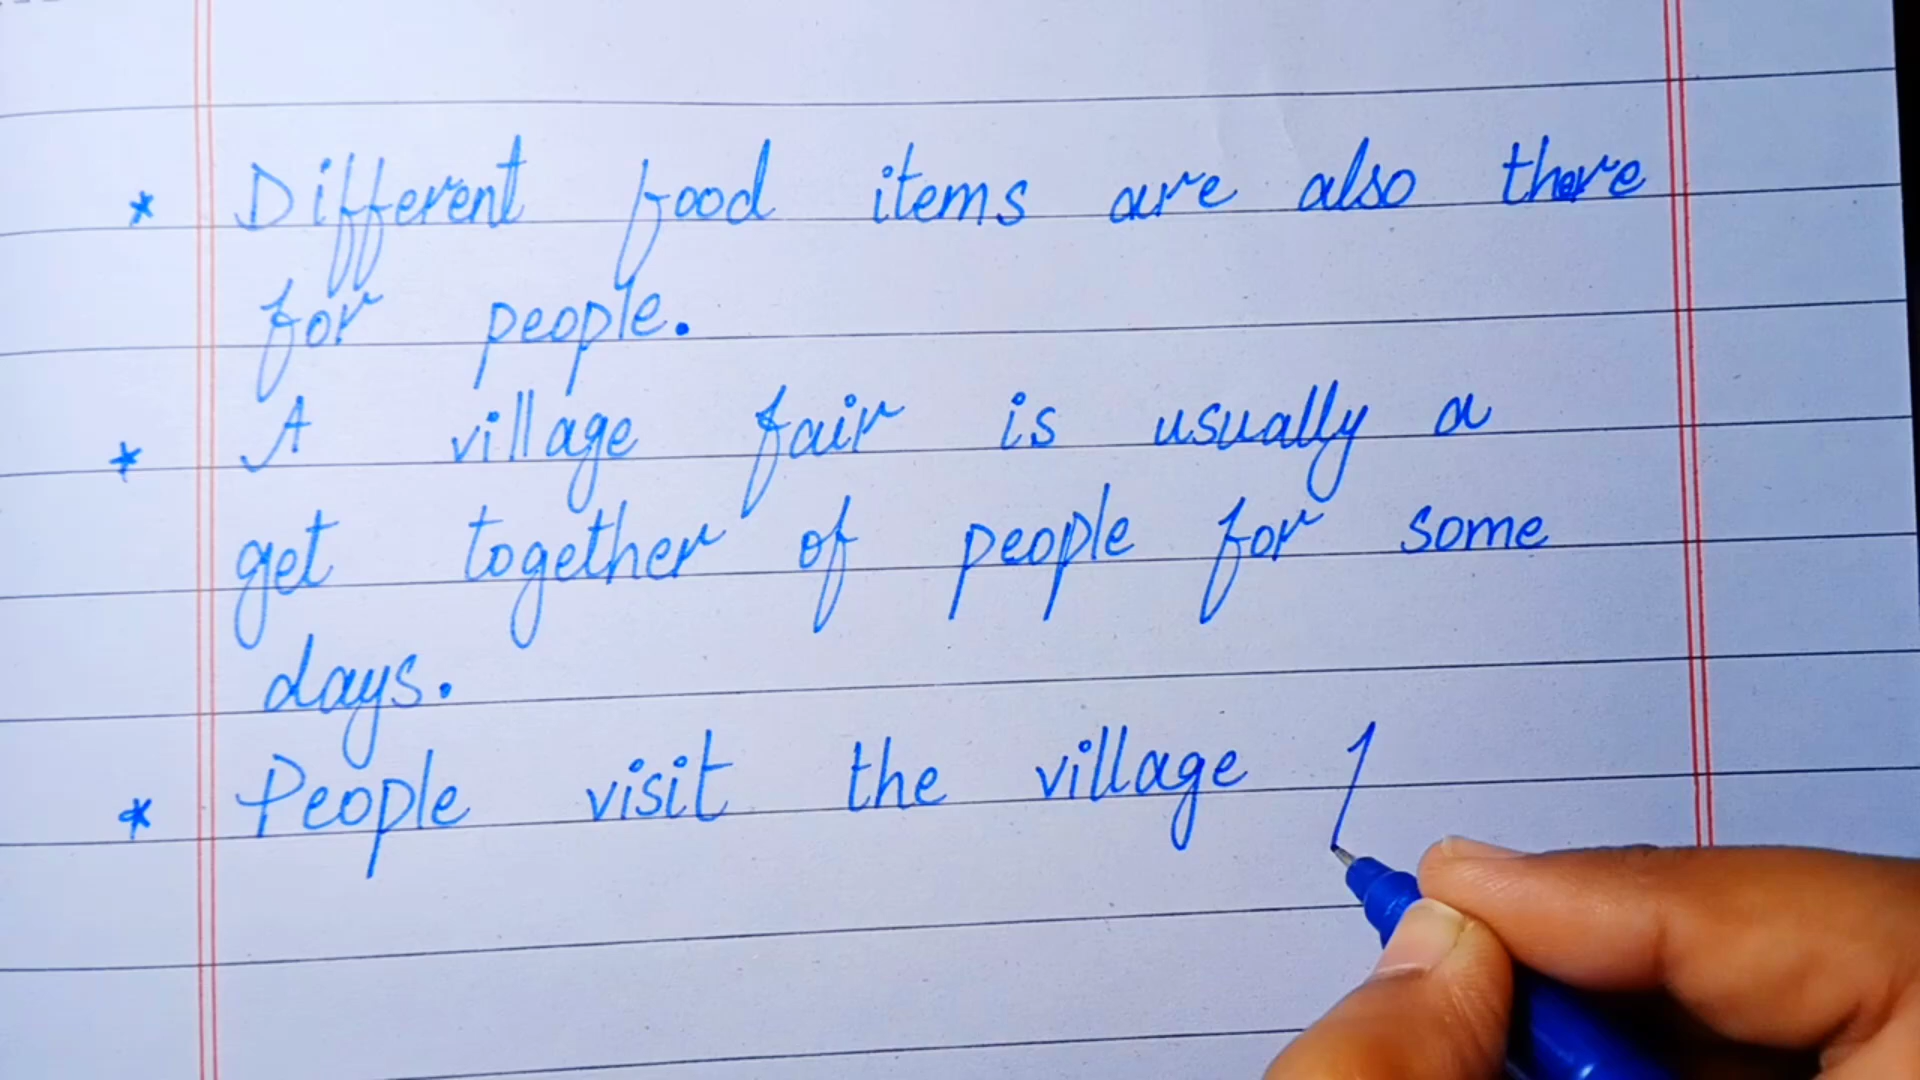 * Different food items are also there
for people.
* A village fair is usually a
get together of people for some
days.
* People visit the village